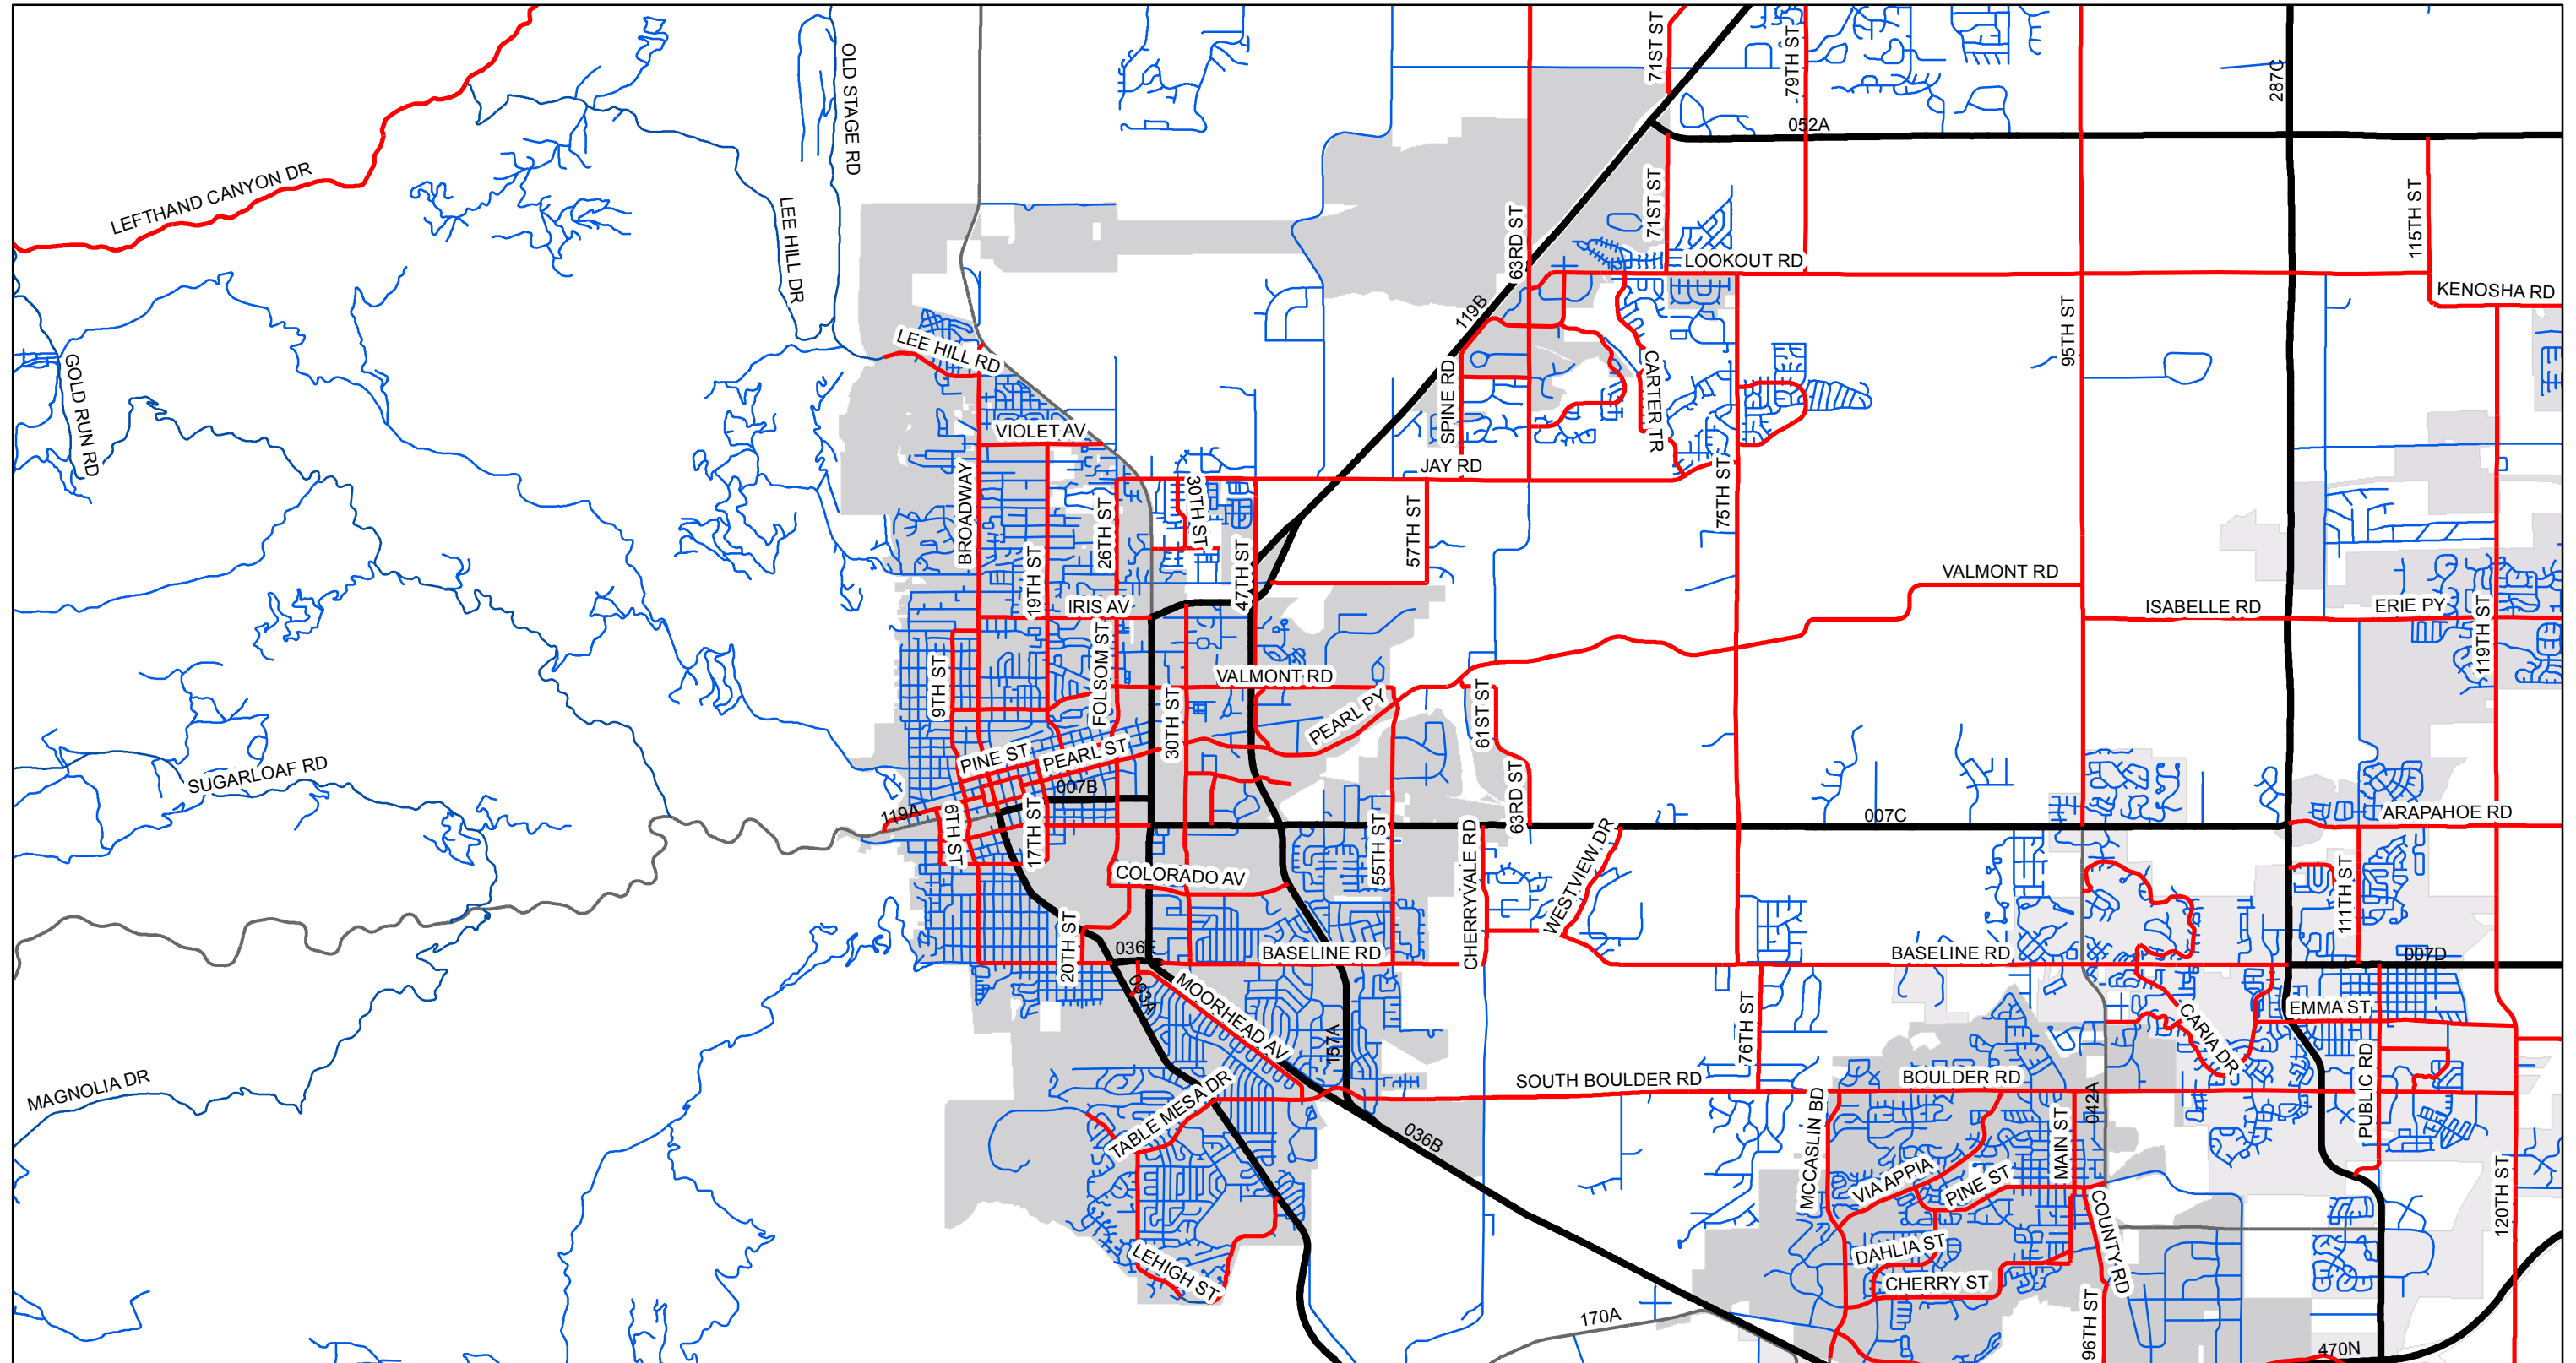 71ST ST
79TH ST
287C
OLD STAGE RD
052A
LEFTHAND CANYON DR
LEE HILL DR
63RD ST
71ST ST
LOOKOUT RD
115TH ST
KENOSHA RD
119B
95TH ST
GOLD RUN RD
LEE HILL RD
SPINE RD
CARTER TR
VIOLET AV
BROADWAY
JAY RD
30TH ST
26TH ST
19TH ST
47TH ST
57TH ST
75TH ST
VALMONT RD
IRIS AV
ISABELLE RD
ERIE PY
119TH ST
9TH ST
FOLSOM ST
VALMONT RD
30TH ST
PEARL PY
61ST ST
PINE ST
PEARL ST
SUGARLOAF RD
007B
119A
9TH ST
17TH ST
63RD ST
007C
ARAPAHOE RD
COLORADO AV
55TH ST
CHERRYVALE RD
WESTVIEW DR
111TH ST
20TH ST
036E
BASELINE RD
BASELINE RD
007D
093A
MOORHEAD AV
157A
76TH ST
CARIA DR
EMMA ST
MAGNOLIA DR
TABLE MESA DR
SOUTH BOULDER RD
BOULDER RD
042A
PUBLIC RD
036B
MCCASLIN BD
VIA APPIA
PINE ST
MAIN ST
120TH ST
LEHIGH ST
DAHLIA ST
COUNTY RD
CHERRY ST
170A
96TH ST
470N